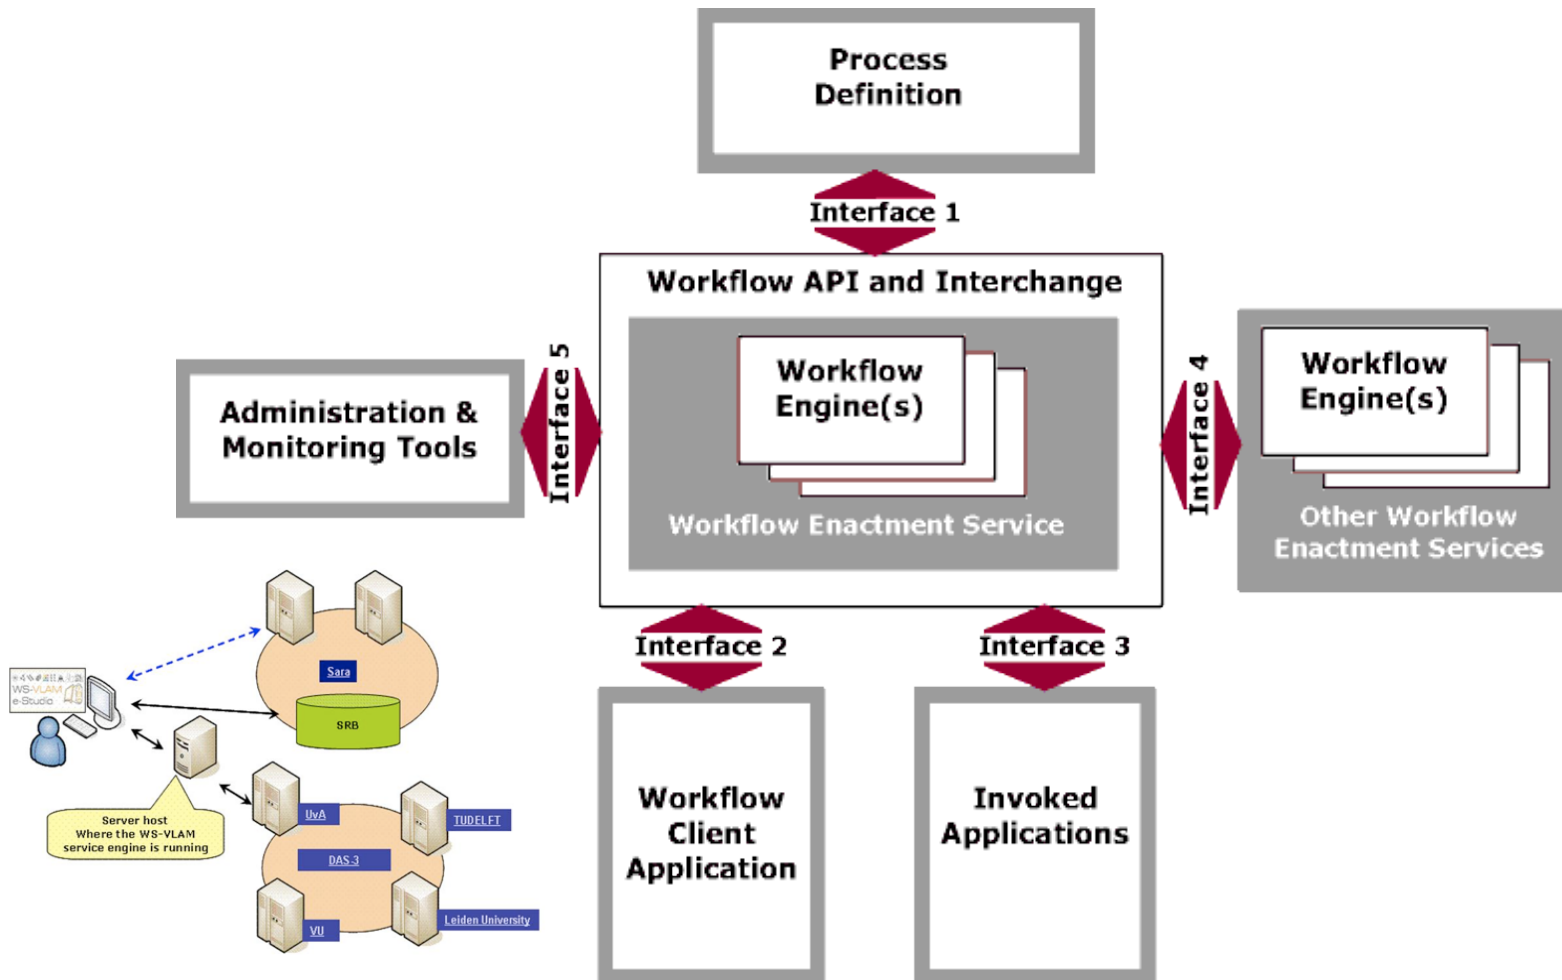 Process
Definition
Interface 1
Workflow API and Interchange
Workflow
Engine(s)
Workflow Enactment Service
Interface 5
Administration &
Monitoring Tools
Interface 4
Workflow
Engine(s)
Other Workflow
Enactment Services
Interface 2
Interface 3
Workflow
Client
Application
Invoked
Applications
Sara
SRB
WS-VLAM
e-Studio
Server host
Where the WS-VLAM
service engine is running
UvA
TUDELFT
DAS-3
VU
Leiden University